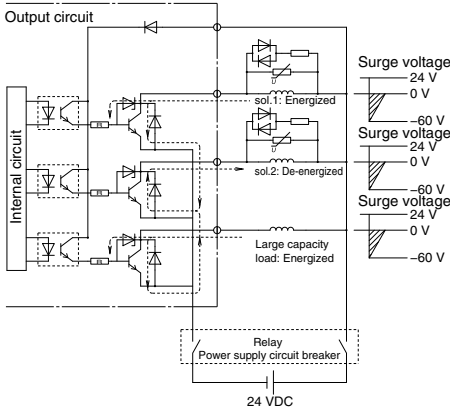 Output circuit
Internal circuit
sol.1: Energized
sol.2: De-energized
Large capacity
load: Energized
Surge voltage
24 V
0 V
−60 V
Surge voltage
24 V
0 V
−60 V
Surge voltage
24 V
0 V
−60 V
Relay
Power supply circuit breaker
24 VDC